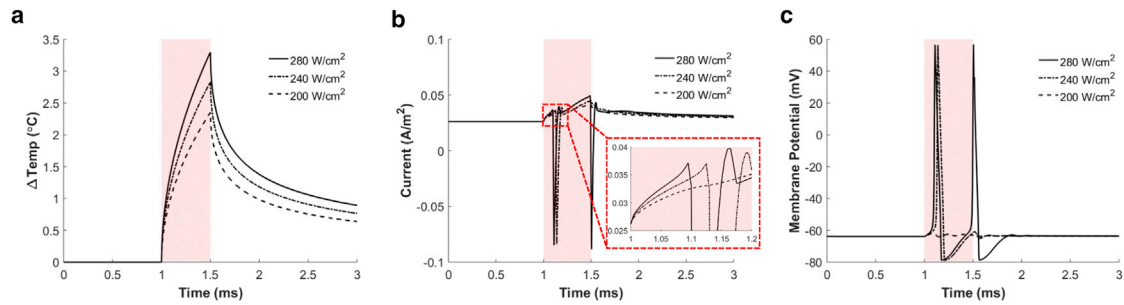 a
3.5
3
2.5
2
1.5
1
0.5
0
Δ Temp (°C)
0 0.5 1 1.5 2 2.5 3
Time (ms)
280 W/cm²
240 W/cm²
200 W/cm²
b
0.1
0.05
0
-0.05
-0.1
Current (A/m²)
0 0.5 1 1.5 2 2.5 3
Time (ms)
280 W/cm²
240 W/cm²
200 W/cm²
0.04
0.035
0.03
0.025
1 1.05 1.1 1.15 1.2
c
60
40
20
0
-20
-40
-60
-80
Membrane Potential (mV)
0 0.5 1 1.5 2 2.5 3
Time (ms)
280 W/cm²
240 W/cm²
200 W/cm²